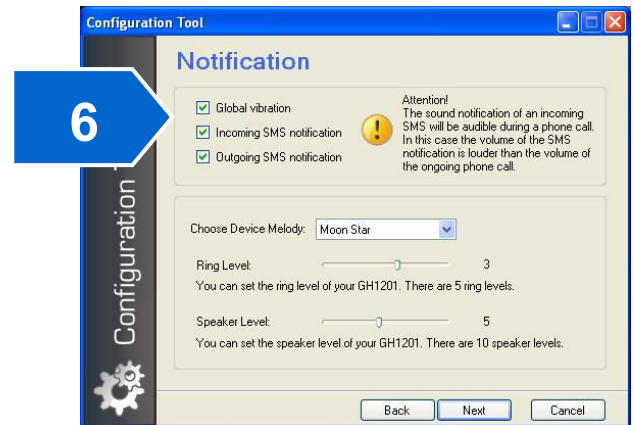 Configuration Tool
Notification
6
Global vibration
Incoming SMS notification
Outgoing SMS notification
Attention!
The sound notification of an incoming
SMS will be audible during a phone call.
In this case the volume of the SMS
notification is louder than the volume of
the ongoing phone call.
Configuration
Choose Device Melody: Moon Star
Ring Level: 3
You can set the ring level of your GH1201. There are 5 ring levels.
Speaker Level: 5
You can set the speaker level of your GH1201. There are 10 speaker levels.
Back Next Cancel